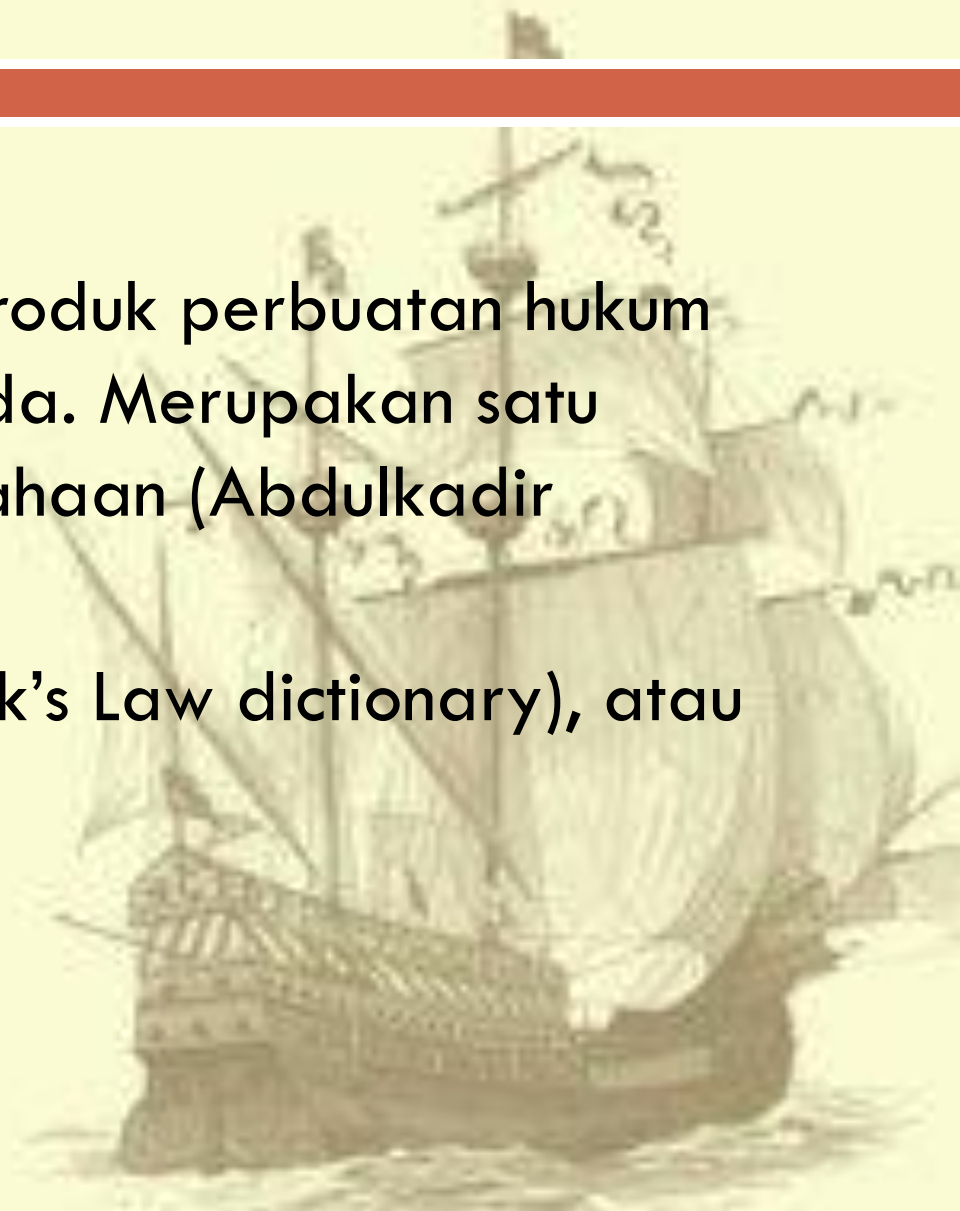 roduk perbuatan hukum
da. Merupakan satu
ahaan (Abdulkadir
k’s Law dictionary), atau